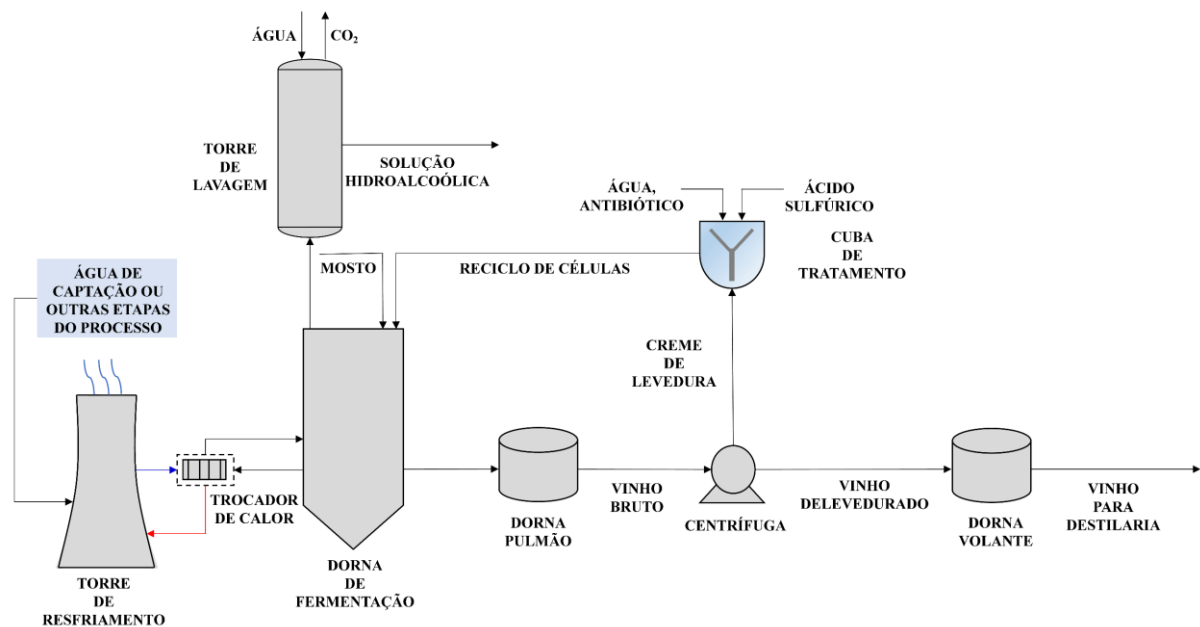 ÁGUA
CO₂
TORRE
DE
LAVAGEM
SOLUÇÃO
HIDROALCOÓLICA
ÁGUA,
ANTIBIÓTICO
ÁCIDO
SULFÚRICO
CUBA
DE
TRATAMENTO
MOSTO
RECICLO DE CÉLULAS
ÁGUA DE
CAPTAÇÃO OU
OUTRAS ETAPAS
DO PROCESSO
CREME
DE
LEVEDURA
TROCADOR
DE CALOR
VINHO
BRUTO
VINHO
DELEVEDURADO
VINHO
PARA
DESTILARIA
CENTRÍFUGA
DORNA
PULMÃO
DORNA
VOLANTE
DORNA
DE
FERMENTAÇÃO
TORRE
DE
RESFRIAMENTO